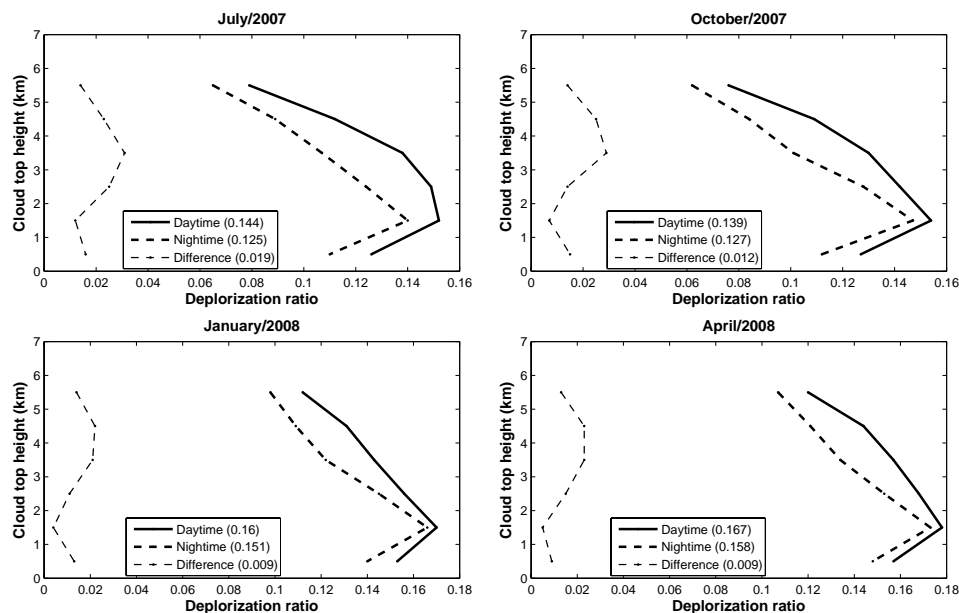 July/2007
7
6
5
4
3
2
1
0
Cloud top height (km)
Daytime (0.144)
Nightime (0.125)
Difference (0.019)
0 0.02 0.04 0.06 0.08 0.1 0.12 0.14 0.16
Deplorization ratio
October/2007
7
6
5
4
3
2
1
0
Cloud top height (km)
Daytime (0.139)
Nightime (0.127)
Difference (0.012)
0 0.02 0.04 0.06 0.08 0.1 0.12 0.14 0.16
Deplorization ratio
January/2008
7
6
5
4
3
2
1
0
Cloud top height (km)
Daytime (0.16)
Nightime (0.151)
Difference (0.009)
0 0.02 0.04 0.06 0.08 0.1 0.12 0.14 0.16 0.18
Deplorization ratio
April/2008
7
6
5
4
3
2
1
0
Cloud top height (km)
Daytime (0.167)
Nightime (0.158)
Difference (0.009)
0 0.02 0.04 0.06 0.08 0.1 0.12 0.14 0.16 0.18
Deplorization ratio